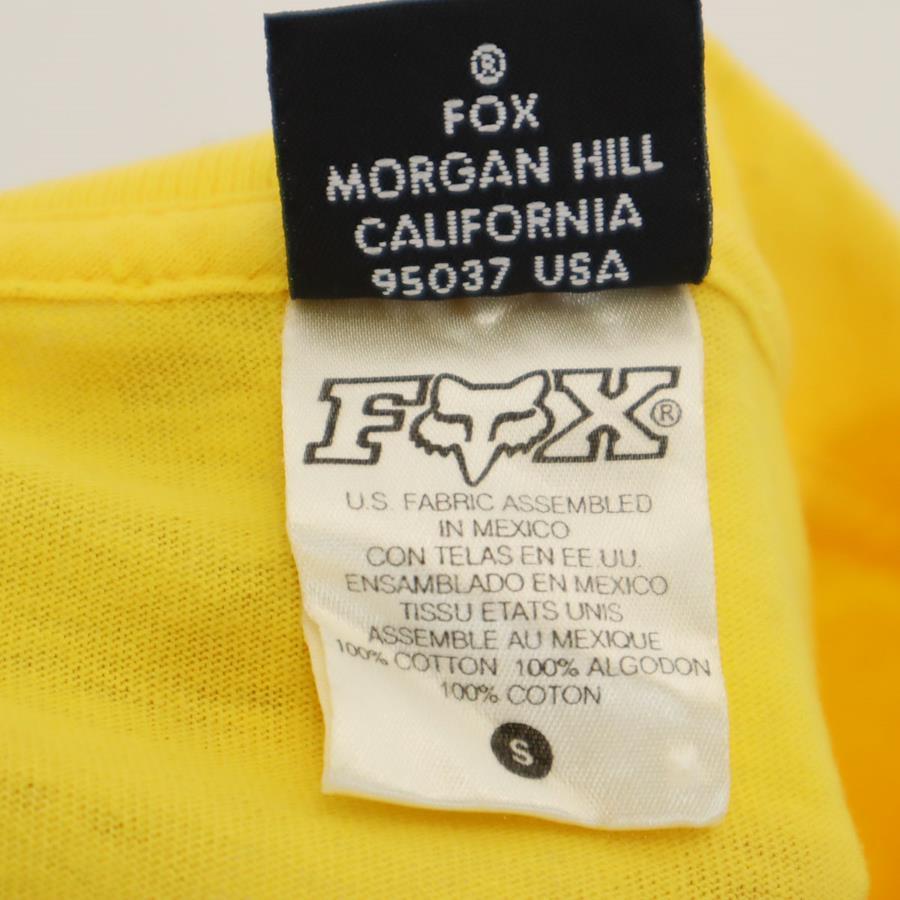 ®
FOX
MORGAN HILL
CALIFORNIA
95037 USA
FOX®
U.S. FABRIC ASSEMBLED
IN MEXICO
CON TELAS EN EE.UU.
ENSAMBLADO EN MEXICO
TISSU ETATS UNIS
ASSEMBLE AU MEXIQUE
100% COTTON 100% ALGODON
100% COTON
S